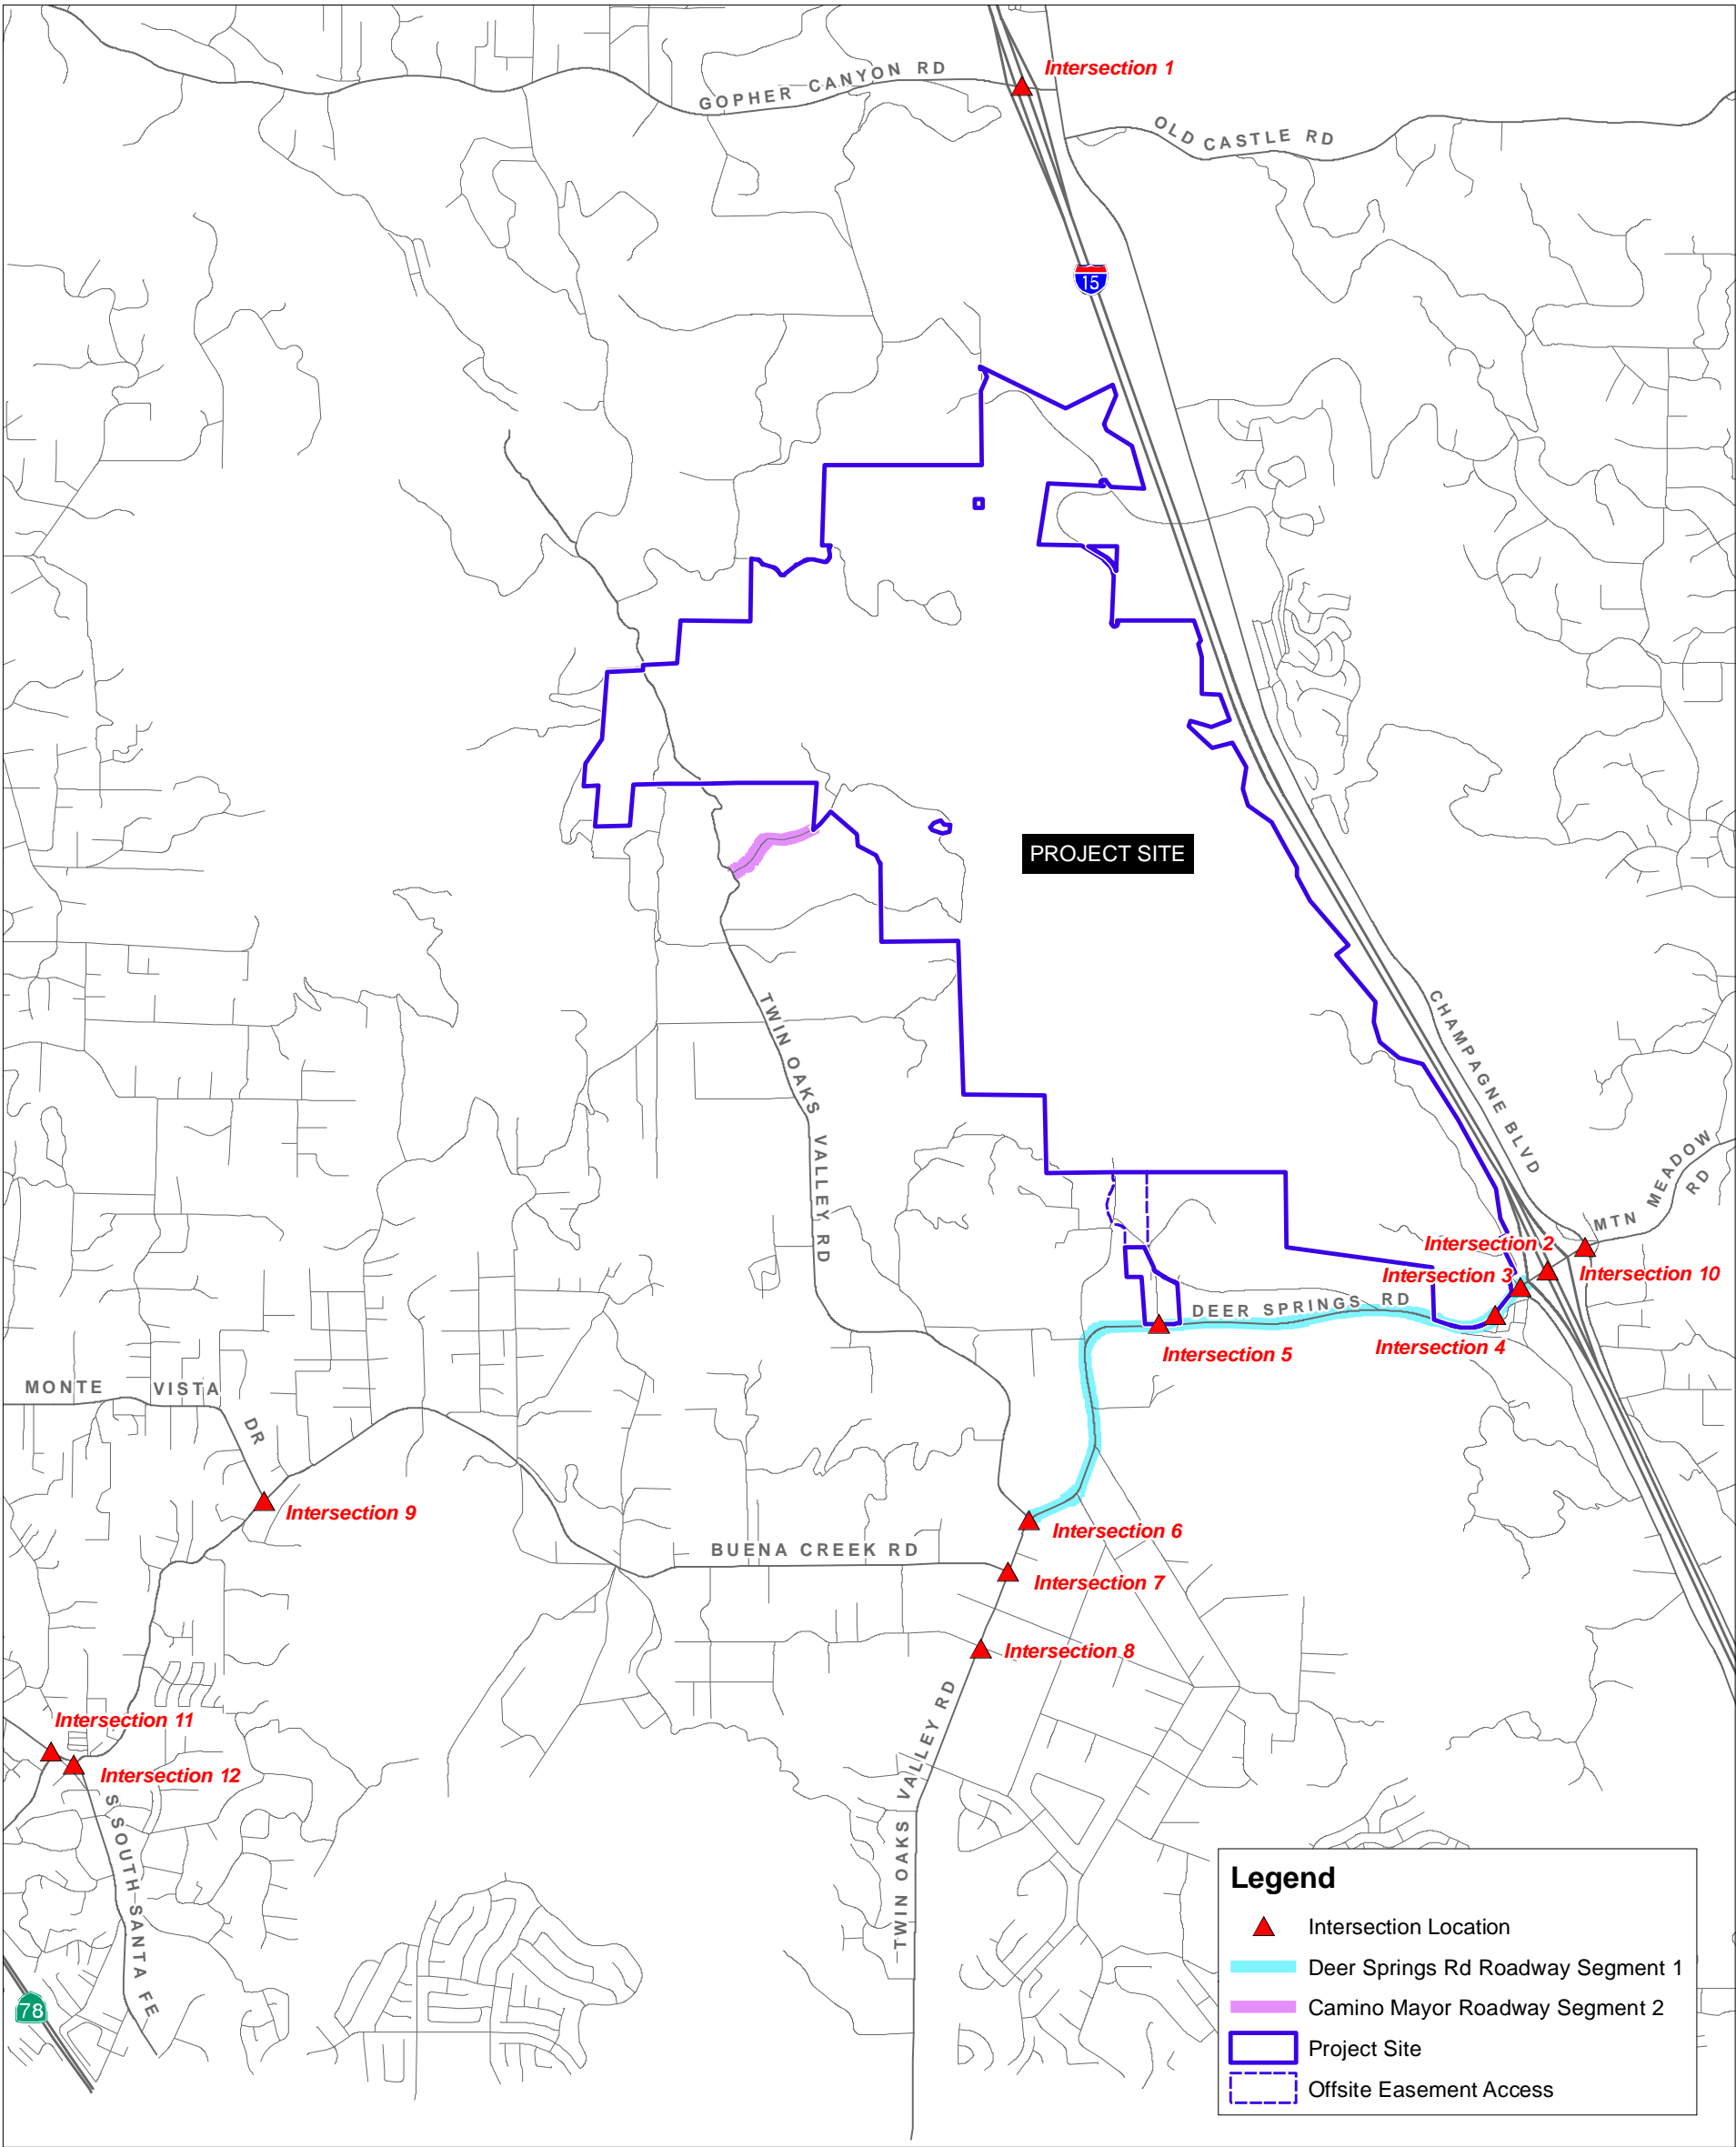 Intersection 1
GOPHER CANYON RD
OLD CASTLE RD
15
PROJECT SITE
TWIN OAKS VALLEY RD
CHAMPAGNE BLVD
MTN MEADOW RD
Intersection 2
Intersection 3
Intersection 10
DEER SPRINGS RD
Intersection 4
Intersection 5
MONTE VISTA DR
Intersection 9
Intersection 6
BUENA CREEK RD
Intersection 7
Intersection 8
TWIN OAKS VALLEY RD
Intersection 11
Intersection 12
S SOUTH SANTA FE
78
Legend
Intersection Location
Deer Springs Rd Roadway Segment 1
Camino Mayor Roadway Segment 2
Project Site
Offsite Easement Access